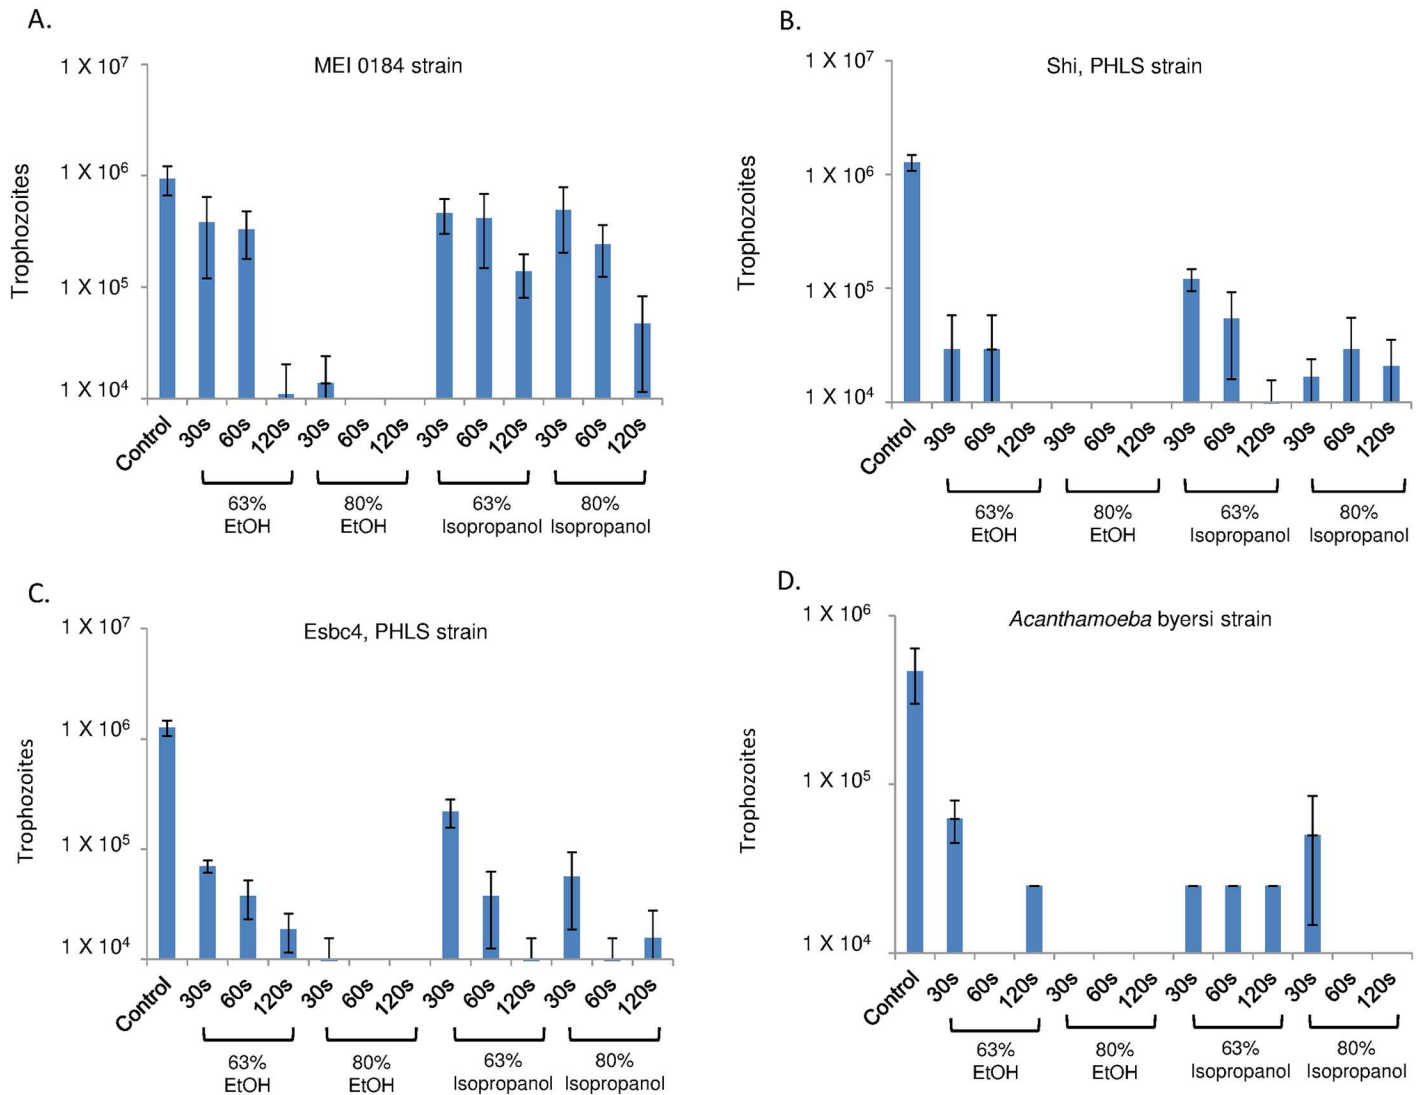 A.
MEI 0184 strain
1 X 10⁷
1 X 10⁶
1 X 10⁵
1 X 10⁴
Trophozoites
Control 30s 60s 120s 30s 60s 120s 30s 60s 120s 30s 60s 120s
63% 80% 63% 80%
EtOH EtOH Isopropanol Isopropanol
B.
Shi, PHLS strain
1 X 10⁷
1 X 10⁶
1 X 10⁵
1 X 10⁴
Trophozoites
Control 30s 60s 120s 30s 60s 120s 30s 60s 120s 30s 60s 120s
63% 80% 63% 80%
EtOH EtOH Isopropanol Isopropanol
C.
Esbc4, PHLS strain
1 X 10⁷
1 X 10⁶
1 X 10⁵
1 X 10⁴
Trophozoites
Control 30s 60s 120s 30s 60s 120s 30s 60s 120s 30s 60s 120s
63% 80% 63% 80%
EtOH EtOH Isopropanol Isopropanol
D.
Acanthamoeba byersi strain
1 X 10⁶
1 X 10⁵
1 X 10⁴
Trophozoites
Control 30s 60s 120s 30s 60s 120s 30s 60s 120s 30s 60s 120s
63% 80% 63% 80%
EtOH EtOH Isopropanol Isopropanol